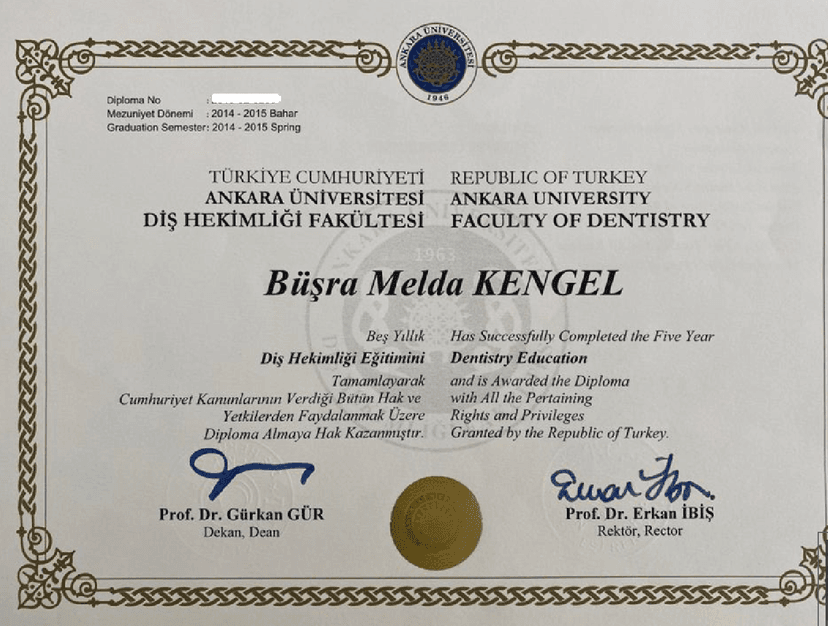 ANKARA ÜNİVERSİTESİ
1946
Diploma No :
Mezuniyet Dönemi : 2014 - 2015 Bahar
Graduation Semester: 2014 - 2015 Spring
TÜRKİYE CUMHURİYETİ
ANKARA ÜNİVERSİTESİ
DİŞ HEKİMLİĞİ FAKÜLTESİ
REPUBLIC OF TURKEY
ANKARA UNIVERSITY
FACULTY OF DENTISTRY
1963
Büşra Melda KENGEL
Beş Yıllık
Diş Hekimliği Eğitimini
Tamamlayarak
Cumhuriyet Kanunlarının Verdiği Bütün Hak ve
Yetkilerden Faydalanmak Üzere
Diploma Almaya Hak Kazanmıştır.
Has Successfully Completed the Five Year
Dentistry Education
and is Awarded the Diploma
with All the Pertaining
Rights and Privileges
Granted by the Republic of Turkey.
Prof. Dr. Gürkan GÜR
Dekan, Dean
Prof. Dr. Erkan İBİŞ
Rektör, Rector